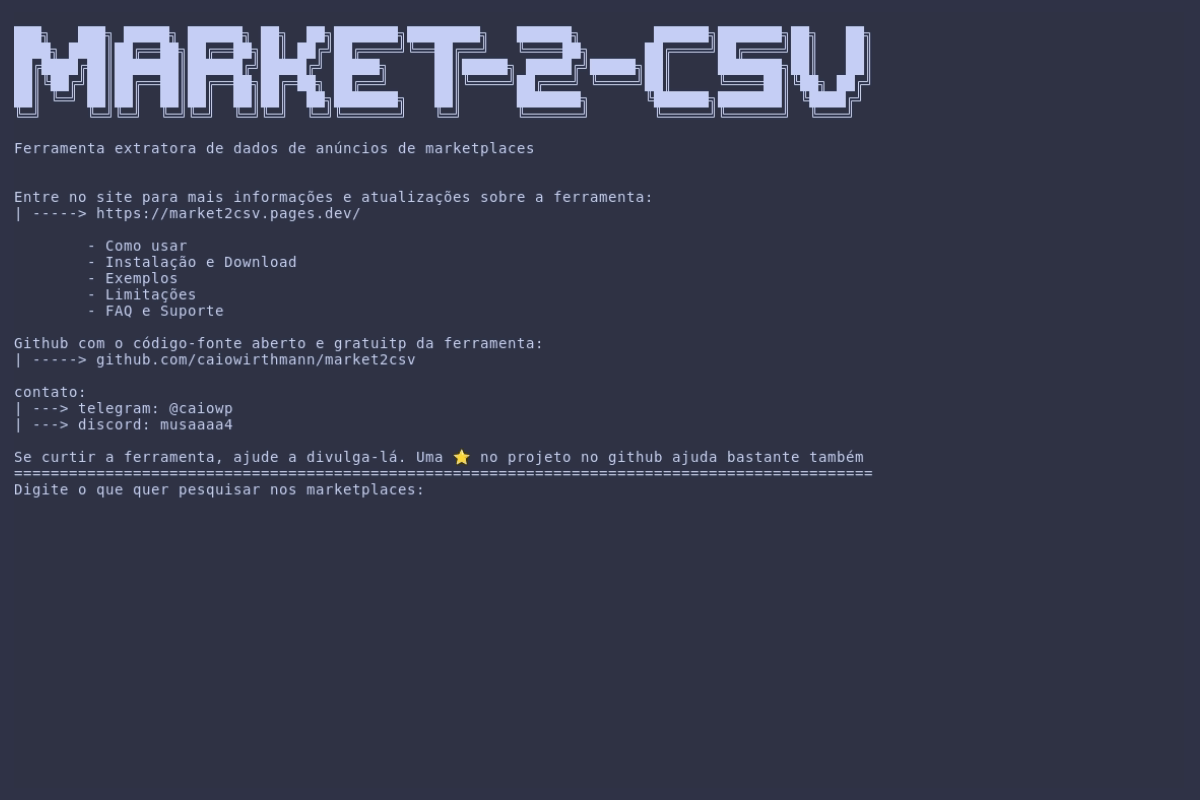 MARKET-2-CSV
Ferramenta extratora de dados de anúncios de marketplaces
Entre no site para mais informações e atualizações sobre a ferramenta:
| -----> https://market2csv.pages.dev/
- Como usar
- Instalação e Download
- Exemplos
- Limitações
- FAQ e Suporte
Github com o código-fonte aberto e gratuitp da ferramenta:
| -----> github.com/caiowirthmann/market2csv
contato:
| ---> telegram: @caiowp
| ---> discord: musaaaa4
Se curtir a ferramenta, ajude a divulga-lá. Uma ⭐ no projeto no github ajuda bastante também
==============================================================================================
Digite o que quer pesquisar nos marketplaces: